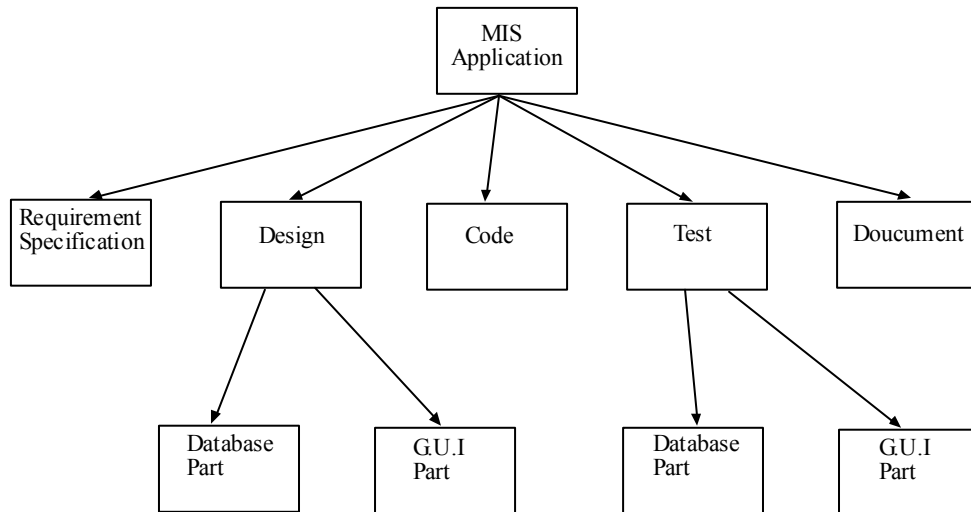 MIS
Application
Requirement
Specification
Design
Code
Test
Doucument
Database
Part
G.U.I
Part
Database
Part
G.U.I
Part